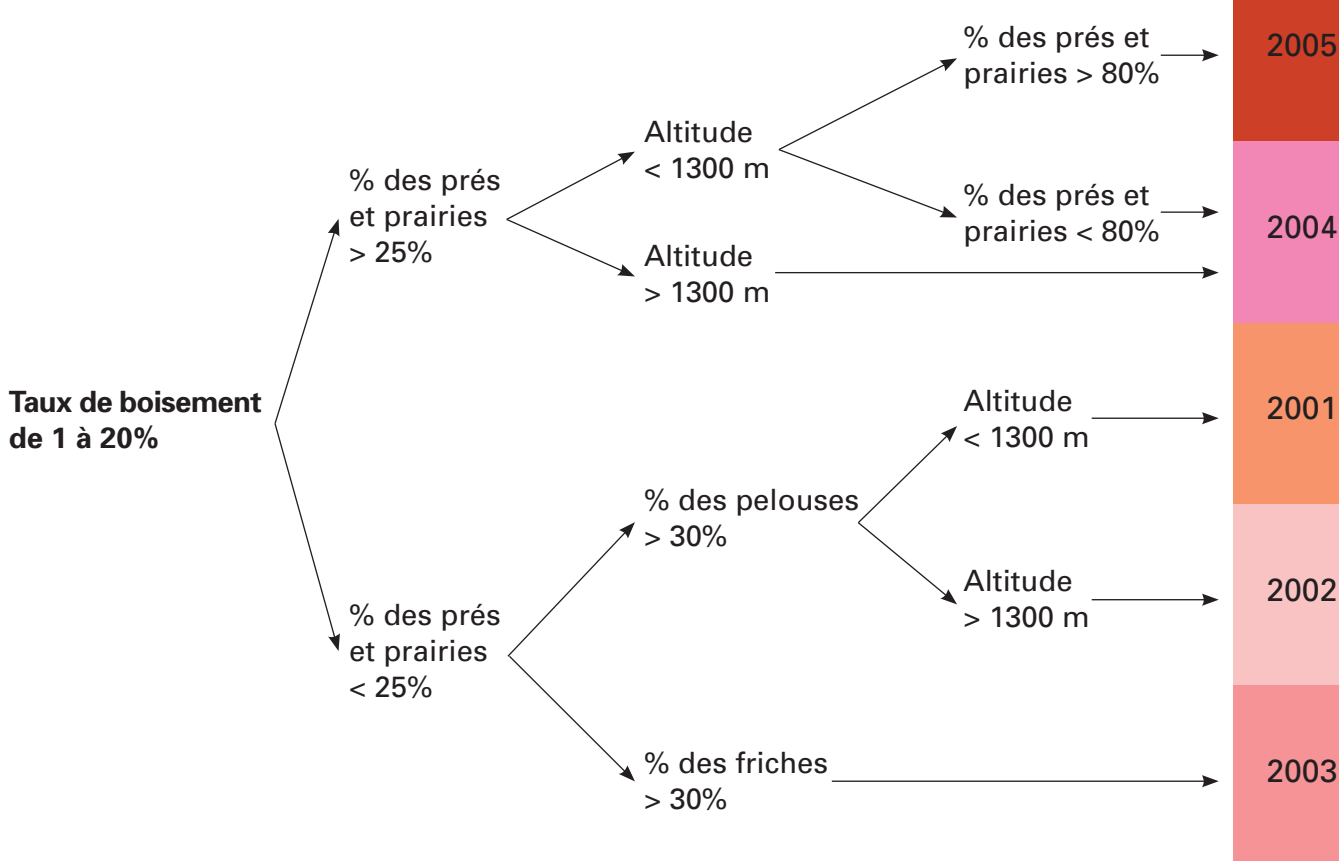 % des prés et
prairies > 80%
2005
Altitude
< 1300 m
% des prés
et prairies
> 25%
% des prés et
prairies < 80%
2004
Altitude
> 1300 m
Taux de boisement
de 1 à 20%
Altitude
< 1300 m
2001
% des pelouses
> 30%
Altitude
> 1300 m
2002
% des prés
et prairies
< 25%
% des friches
> 30%
2003